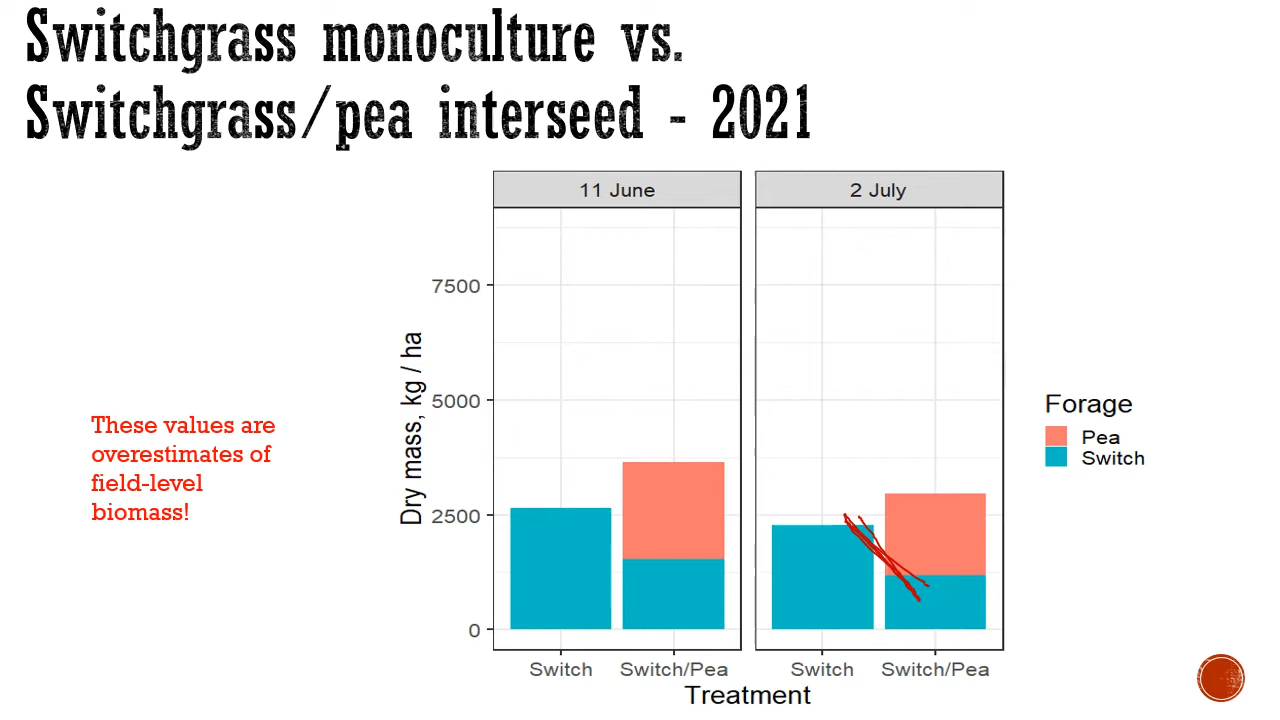 Switchgrass monoculture vs.
Switchgrass/pea interseed - 2021
11 June
2 July
7500
5000
2500
0
Dry mass, kg / ha
These values are
overestimates of
field-level
biomass!
Forage
Pea
Switch
Switch
Switch/Pea
Switch
Switch/Pea
Treatment